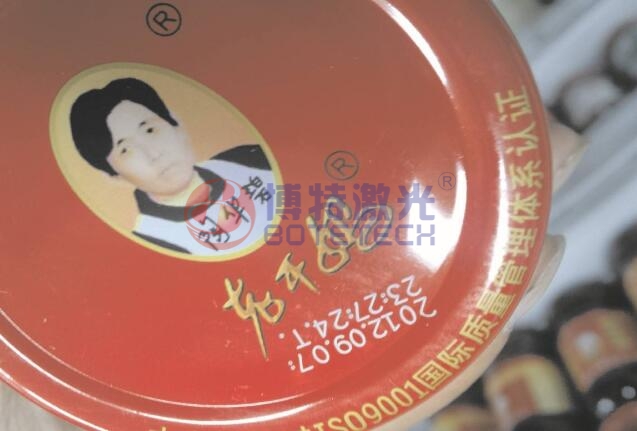 ®
陶华碧
®
老干妈
2012.09.07:
23:27:24.T.
ISO9001国际质量管理体系认证
博特激光®
BOTETECH